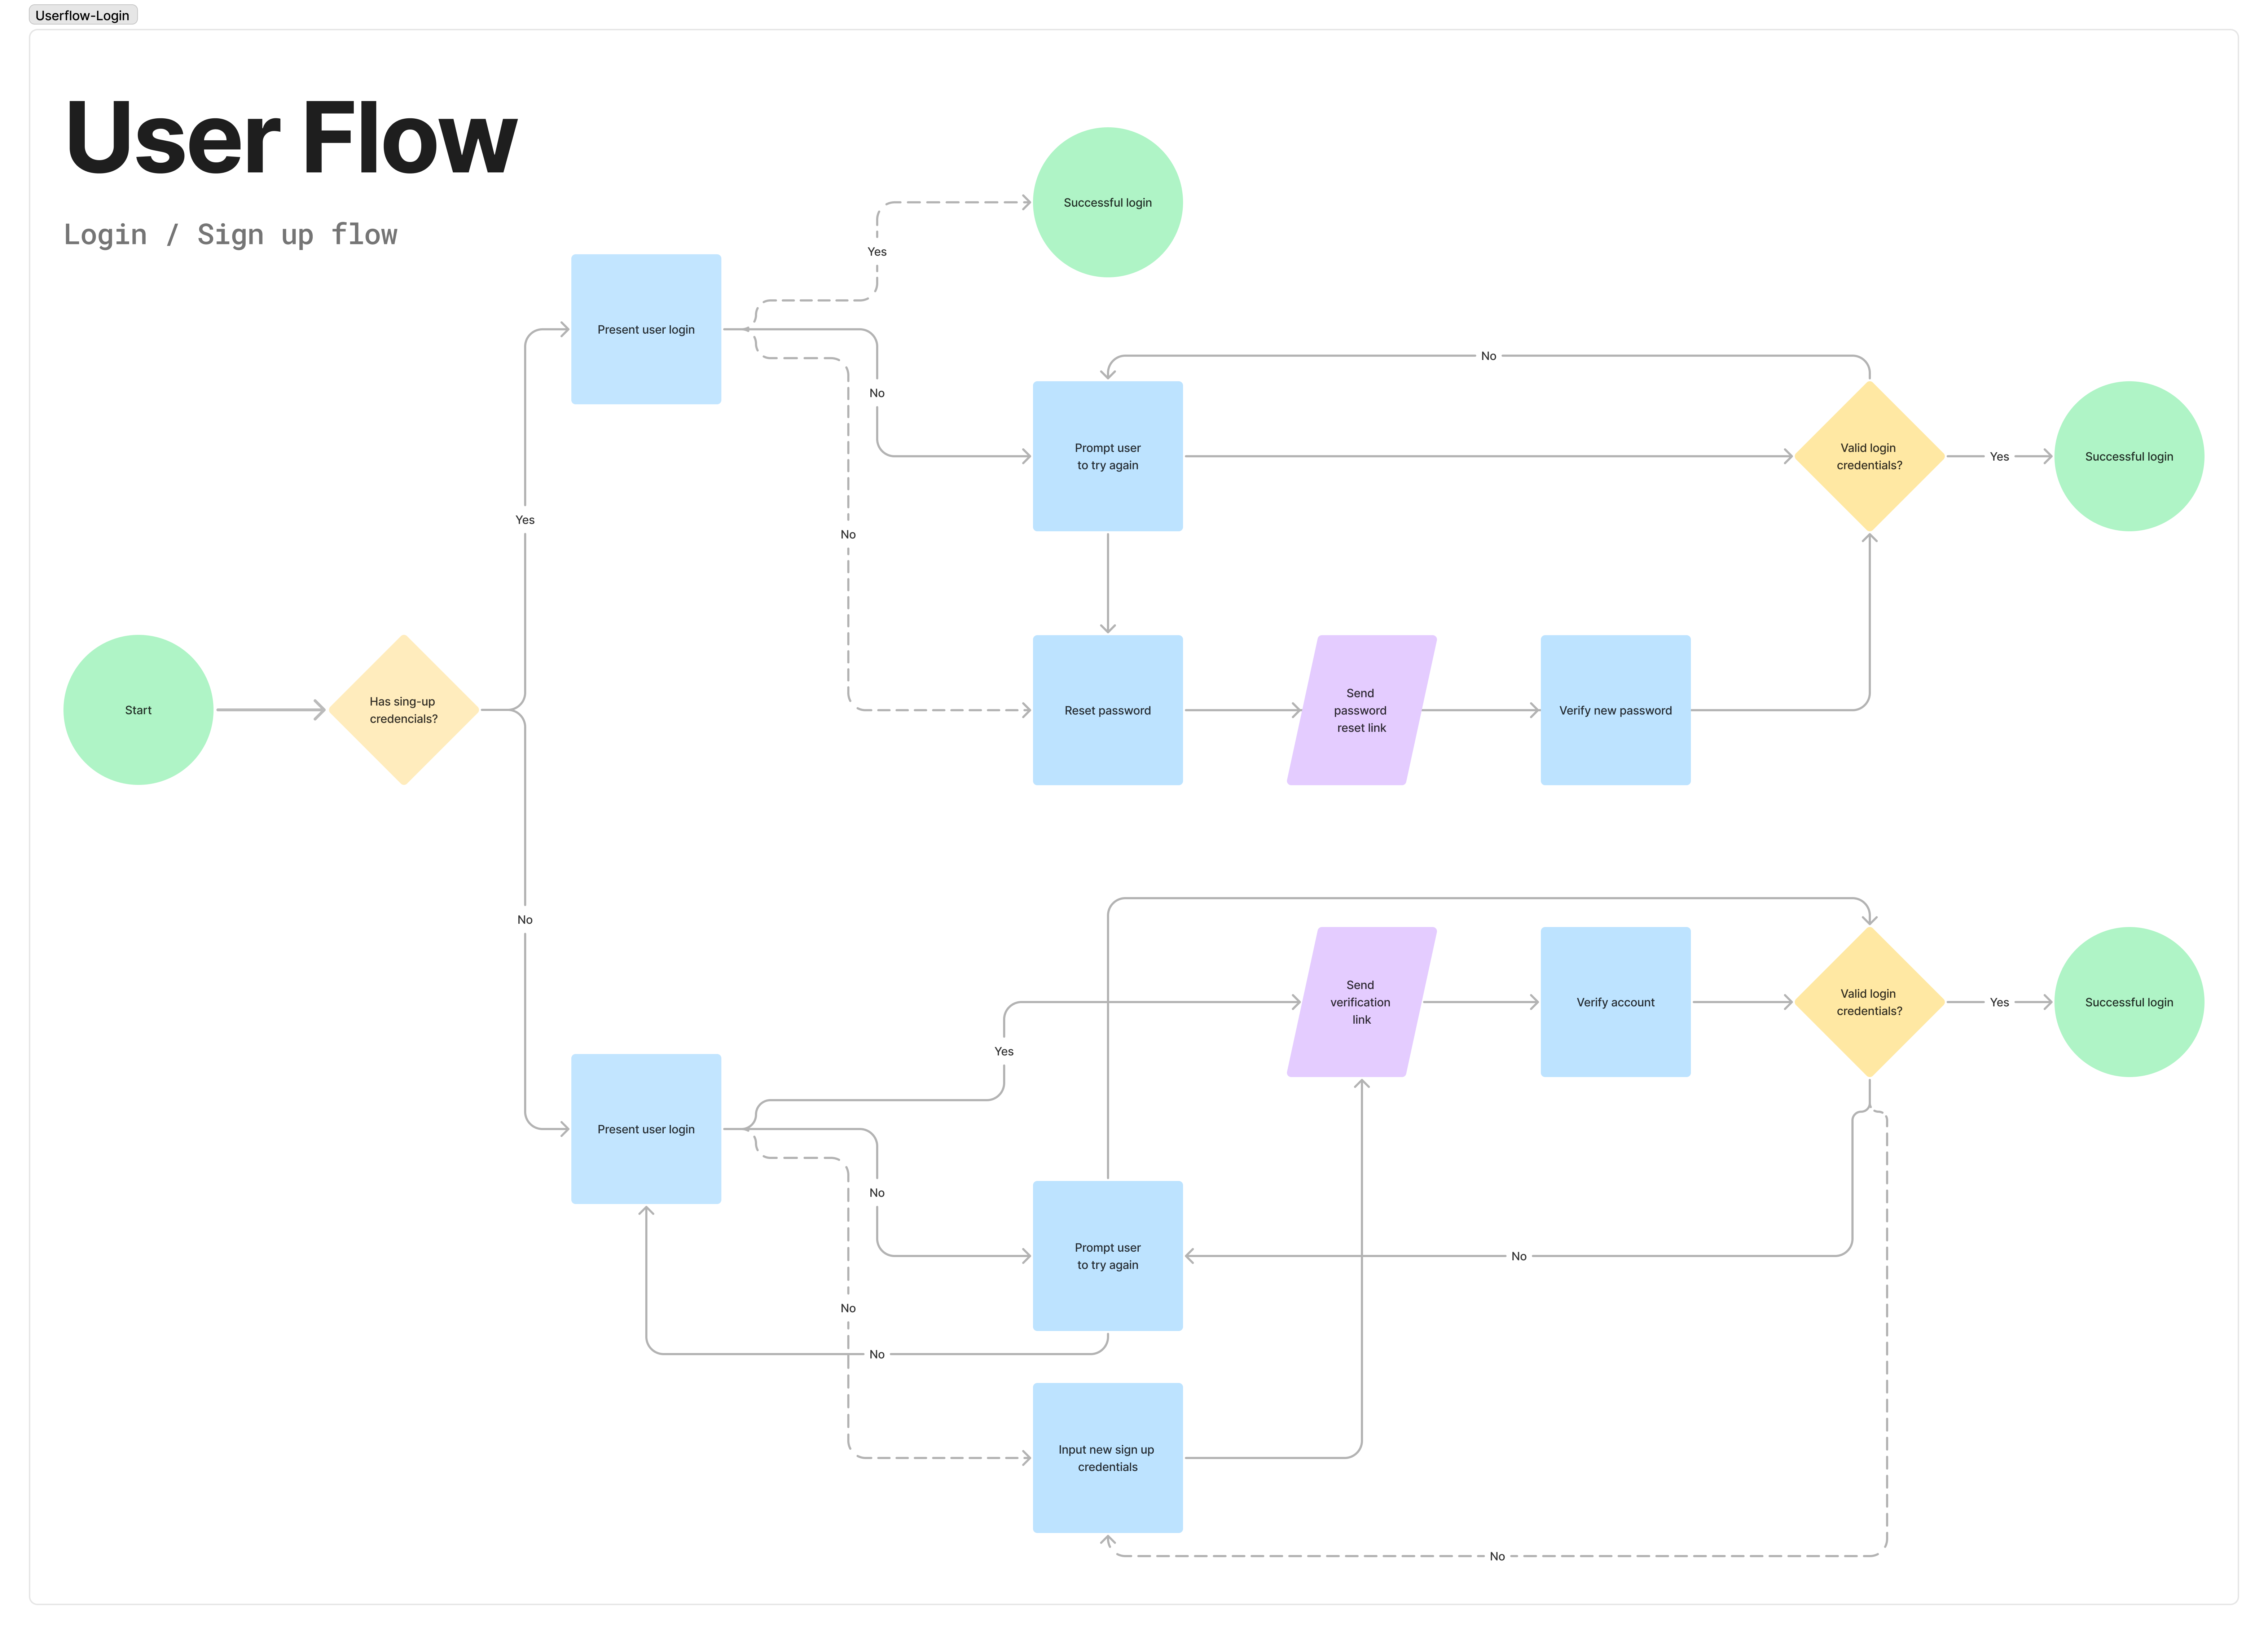 Userflow-Login
User Flow
Login / Sign up flow
Successful login
Yes
Present user login
No
No
Prompt user
to try again
Valid login
credentials?
Yes
Successful login
Yes
No
Start
Has sing-up
credencials?
Reset password
Send
password
reset link
Verify new password
No
Send
verification
link
Verify account
Valid login
credentials?
Yes
Successful login
Yes
Present user login
No
Prompt user
to try again
No
No
No
Input new sign up
credentials
No